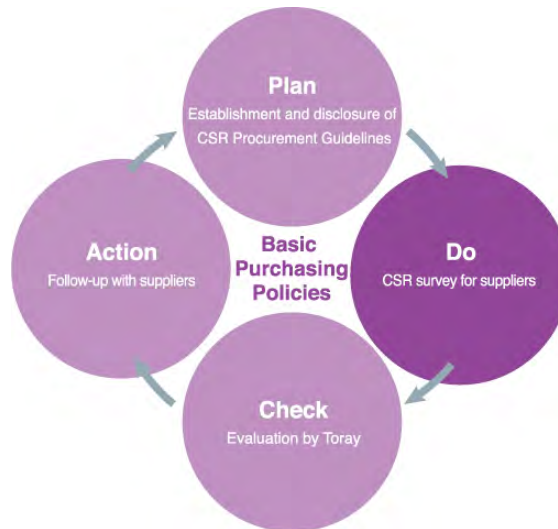 Plan
Establishment and disclosure of
CSR Procurement Guidelines
Action
Follow-up with suppliers
Basic
Purchasing
Policies
Do
CSR survey for suppliers
Check
Evaluation by Toray